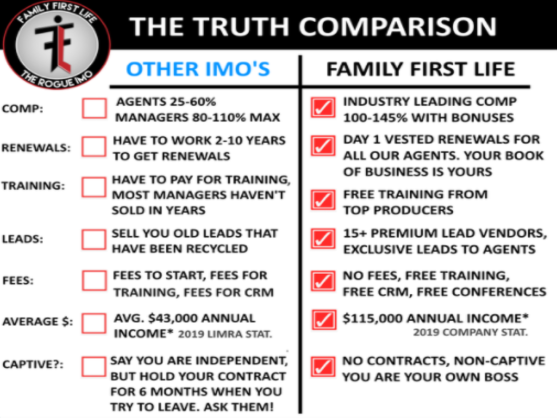 FAMILY FIRST LIFE
THE ROGUE IMO
THE TRUTH COMPARISON
OTHER IMO'S
FAMILY FIRST LIFE
COMP:
AGENTS 25-60%
MANAGERS 80-110% MAX
INDUSTRY LEADING COMP
100-145% WITH BONUSES
RENEWALS:
HAVE TO WORK 2-10 YEARS
TO GET RENEWALS
DAY 1 VESTED RENEWALS FOR
ALL OUR AGENTS. YOUR BOOK
OF BUSINESS IS YOURS
TRAINING:
HAVE TO PAY FOR TRAINING,
MOST MANAGERS HAVEN'T
SOLD IN YEARS
FREE TRAINING FROM
TOP PRODUCERS
LEADS:
SELL YOU OLD LEADS THAT
HAVE BEEN RECYCLED
15+ PREMIUM LEAD VENDORS,
EXCLUSIVE LEADS TO AGENTS
FEES:
FEES TO START, FEES FOR
TRAINING, FEES FOR CRM
NO FEES, FREE TRAINING,
FREE CRM, FREE CONFERENCES
AVERAGE $:
AVG. $43,000 ANNUAL
INCOME* 2019 LIMRA STAT.
$115,000 ANNUAL INCOME*
2019 COMPANY STAT.
CAPTIVE?:
SAY YOU ARE INDEPENDENT,
BUT HOLD YOUR CONTRACT
FOR 6 MONTHS WHEN YOU
TRY TO LEAVE. ASK THEM!
NO CONTRACTS, NON-CAPTIVE
YOU ARE YOUR OWN BOSS